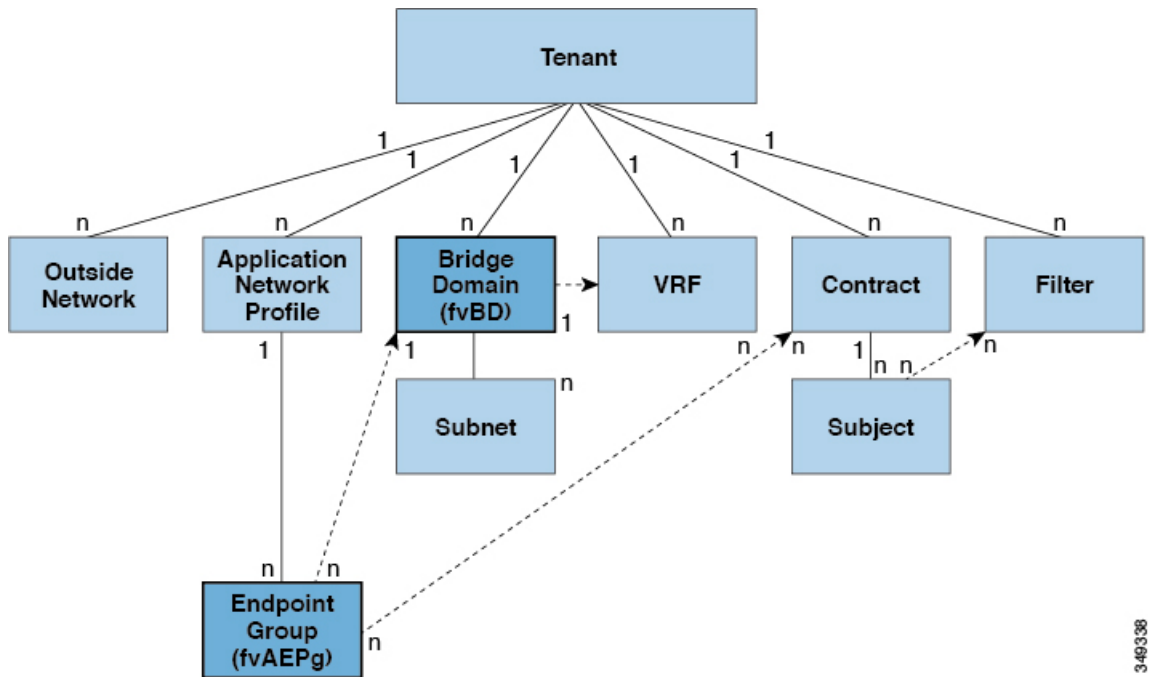 Tenant
1
1
1
1
1
1
n
n
n
n
n
n
Outside
Network
Application
Network
Profile
Bridge
Domain
(fvBD)
VRF
Contract
Filter
1
1
1
n
n
1
n
n
n
n
Subnet
Subject
n
n
Endpoint
Group
(fvAEPg)
n
349338